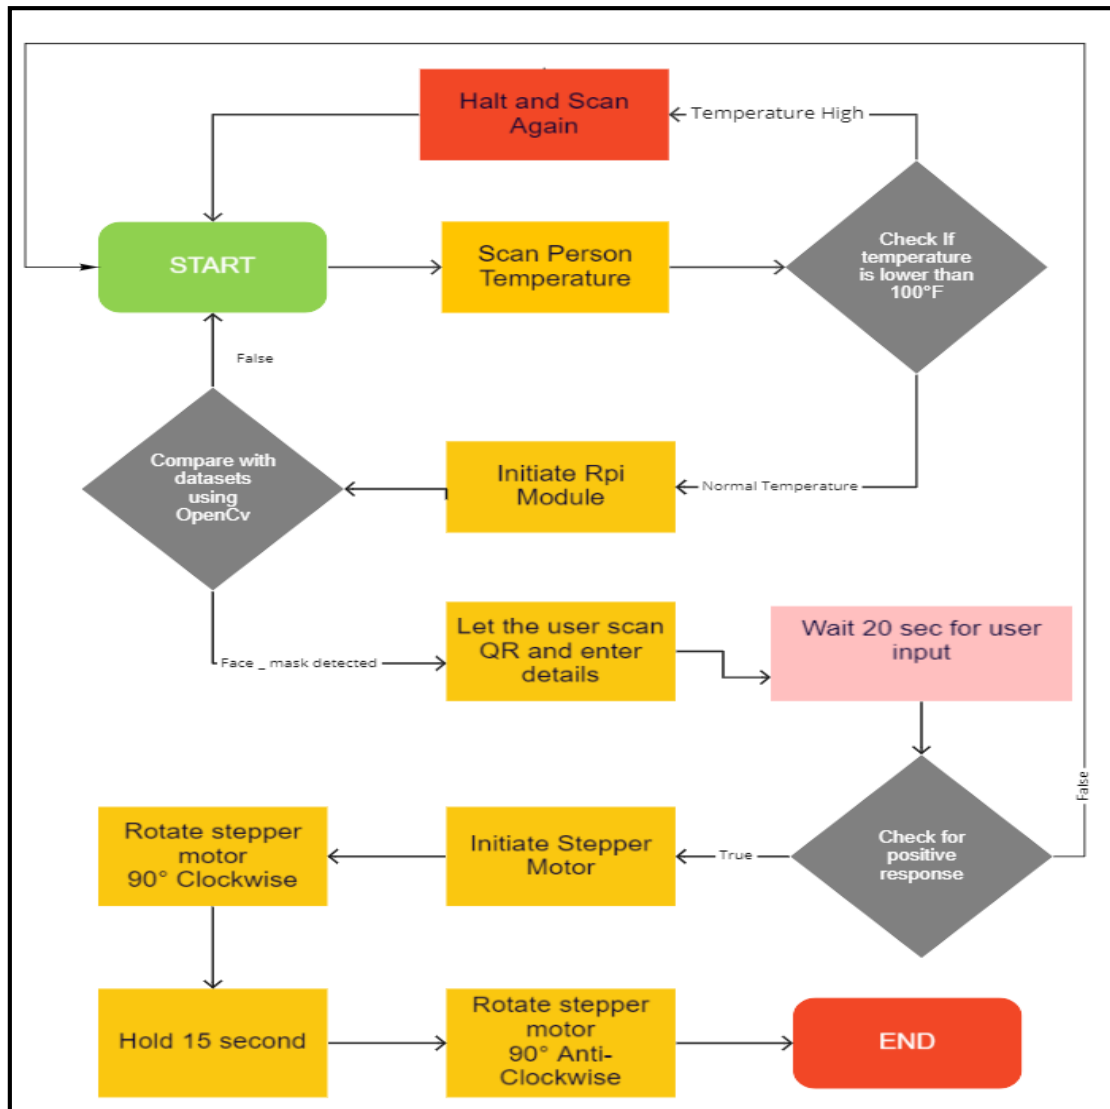 Halt and Scan
Again
Temperature High
START
Scan Person
Temperature
Check If
temperature
is lower than
100°F
False
Compare with
datasets
using
OpenCv
Initiate Rpi
Module
Normal Temperature
Face _ mask detected
Let the user scan
QR and enter
details
Wait 20 sec for user
input
False
Rotate stepper
motor
90° Clockwise
Initiate Stepper
Motor
True
Check for
positive
response
Hold 15 second
Rotate stepper
motor
90° Anti-
Clockwise
END